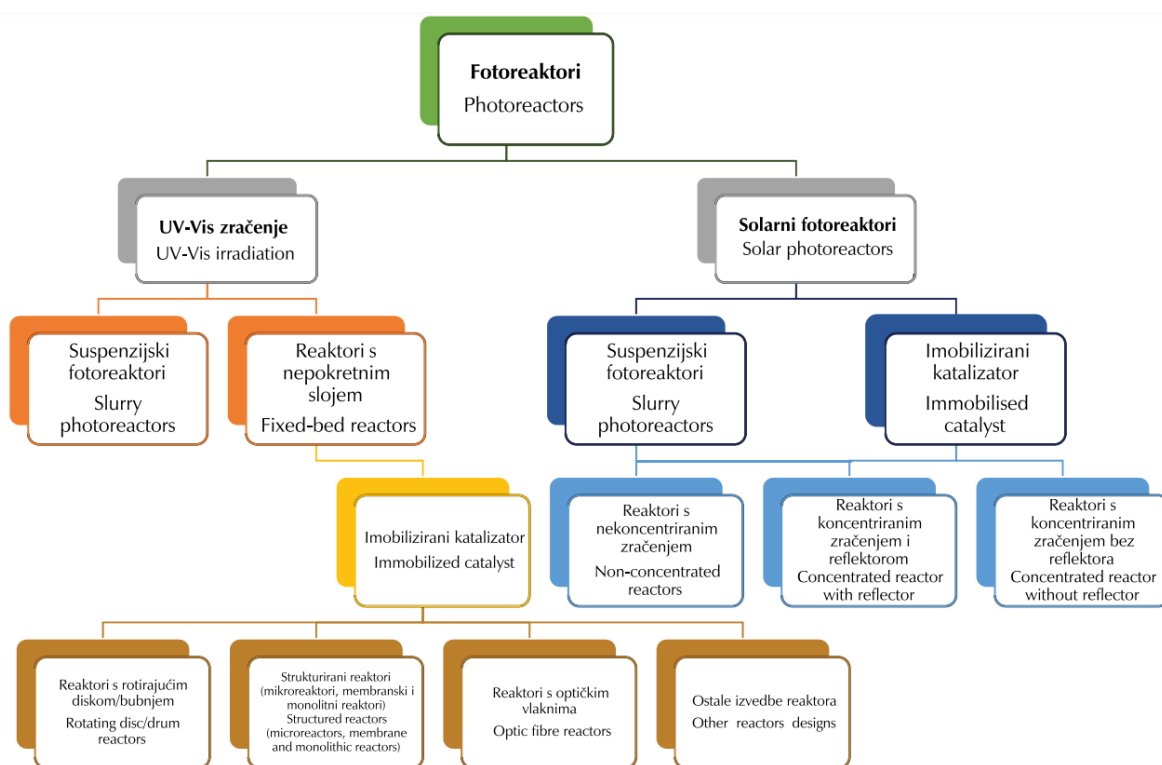 Fotoreaktori
Photoreactors
UV-Vis zračenje
UV-Vis irradiation
Solarni fotoreaktori
Solar photoreactors
Suspenzijski
fotoreaktori
Slurry
photoreactors
Reaktori s
nepokretnim
slojem
Fixed-bed reactors
Suspenzijski
fotoreaktori
Slurry
photoreactors
Imobilizirani
katalizator
Immobilised
catalyst
Imobilizirani katalizator
Immobilized catalyst
Reaktori s
nekoncentriranim
zračenjem
Non-concentrated
reactors
Reaktori s
koncentriranim
zračenjem i
reflektorom
Concentrated reactor
with reflector
Reaktori s
koncentriranim
zračenjem bez
reflektora
Concentrated reactor
without reflector
Reaktori s rotirajućim
diskom/bubnjem
Rotating disc/drum
reactors
Strukturirani reaktori
(mikroreaktori, membranski i
monolitni reaktori)
Structured reactors
(microreactors, membrane
and monolithic reactors)
Reaktori s optičkim
vlaknima
Optic fibre reactors
Ostale izvedbe reaktora
Other reactors designs